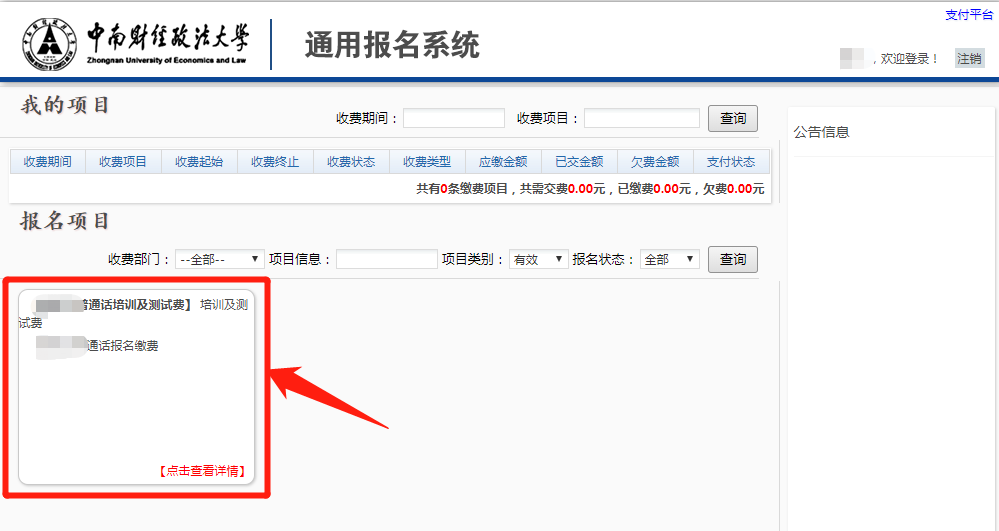 支付平台
中南财经政法大学
Zhongnan University of Economics and Law
通用报名系统
，欢迎登录！ 注销
我的项目
收费期间： 收费项目： 查询
公告信息
收费期间 收费项目 收费起始 收费终止 收费状态 收费类型 应缴金额 已交金额 欠费金额 支付状态
共有0条缴费项目，共需交费0.00元，已缴费0.00元，欠费0.00元
报名项目
收费部门： --全部-- 项目信息： 项目类别： 有效 报名状态： 全部 查询
通话培训及测试费】 培训及测
试费
通话报名缴费
【点击查看详情】